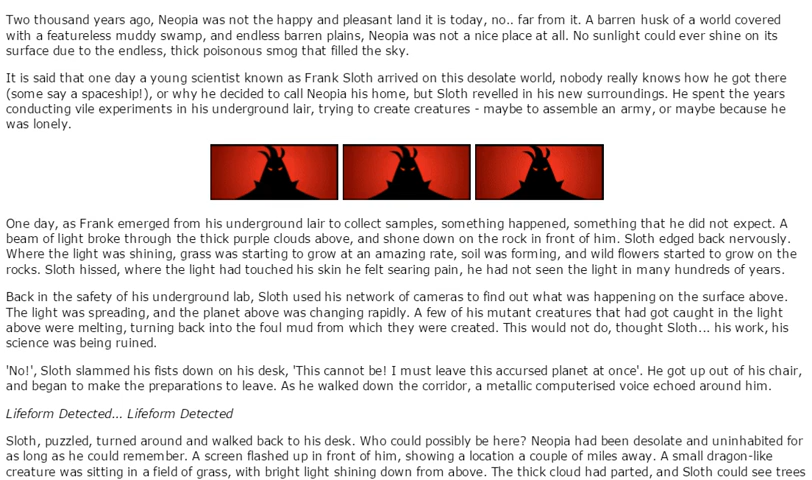 Two thousand years ago, Neopia was not the happy and pleasant land it is today, no.. far from it. A barren husk of a world covered
with a featureless muddy swamp, and endless barren plains, Neopia was not a nice place at all. No sunlight could ever shine on its
surface due to the endless, thick poisonous smog that filled the sky.
It is said that one day a young scientist known as Frank Sloth arrived on this desolate world, nobody really knows how he got there
(some say a spaceship!), or why he decided to call Neopia his home, but Sloth revelled in his new surroundings. He spent the years
conducting vile experiments in his underground lair, trying to create creatures - maybe to assemble an army, or maybe because he
was lonely.
One day, as Frank emerged from his underground lair to collect samples, something happened, something that he did not expect. A
beam of light broke through the thick purple clouds above, and shone down on the rock in front of him. Sloth edged back nervously.
Where the light was shining, grass was starting to grow at an amazing rate, soil was forming, and wild flowers started to grow on the
rocks. Sloth hissed, where the light had touched his skin he felt searing pain, he had not seen the light in many hundreds of years.
Back in the safety of his underground lab, Sloth used his network of cameras to find out what was happening on the surface above.
The light was spreading, and the planet above was changing rapidly. A few of his mutant creatures that had got caught in the light
above were melting, turning back into the foul mud from which they were created. This would not do, thought Sloth... his work, his
science was being ruined.
'No!', Sloth slammed his fists down on his desk, 'This cannot be! I must leave this accursed planet at once'. He got up out of his chair,
and began to make the preparations to leave. As he walked down the corridor, a metallic computerised voice echoed around him.
Lifeform Detected... Lifeform Detected
Sloth, puzzled, turned around and walked back to his desk. Who could possibly be here? Neopia had been desolate and uninhabited for
as long as he could remember. A screen flashed up in front of him, showing a location a couple of miles away. A small dragon-like
creature was sitting in a field of grass, with bright light shining down from above. The thick cloud had parted, and Sloth could see trees